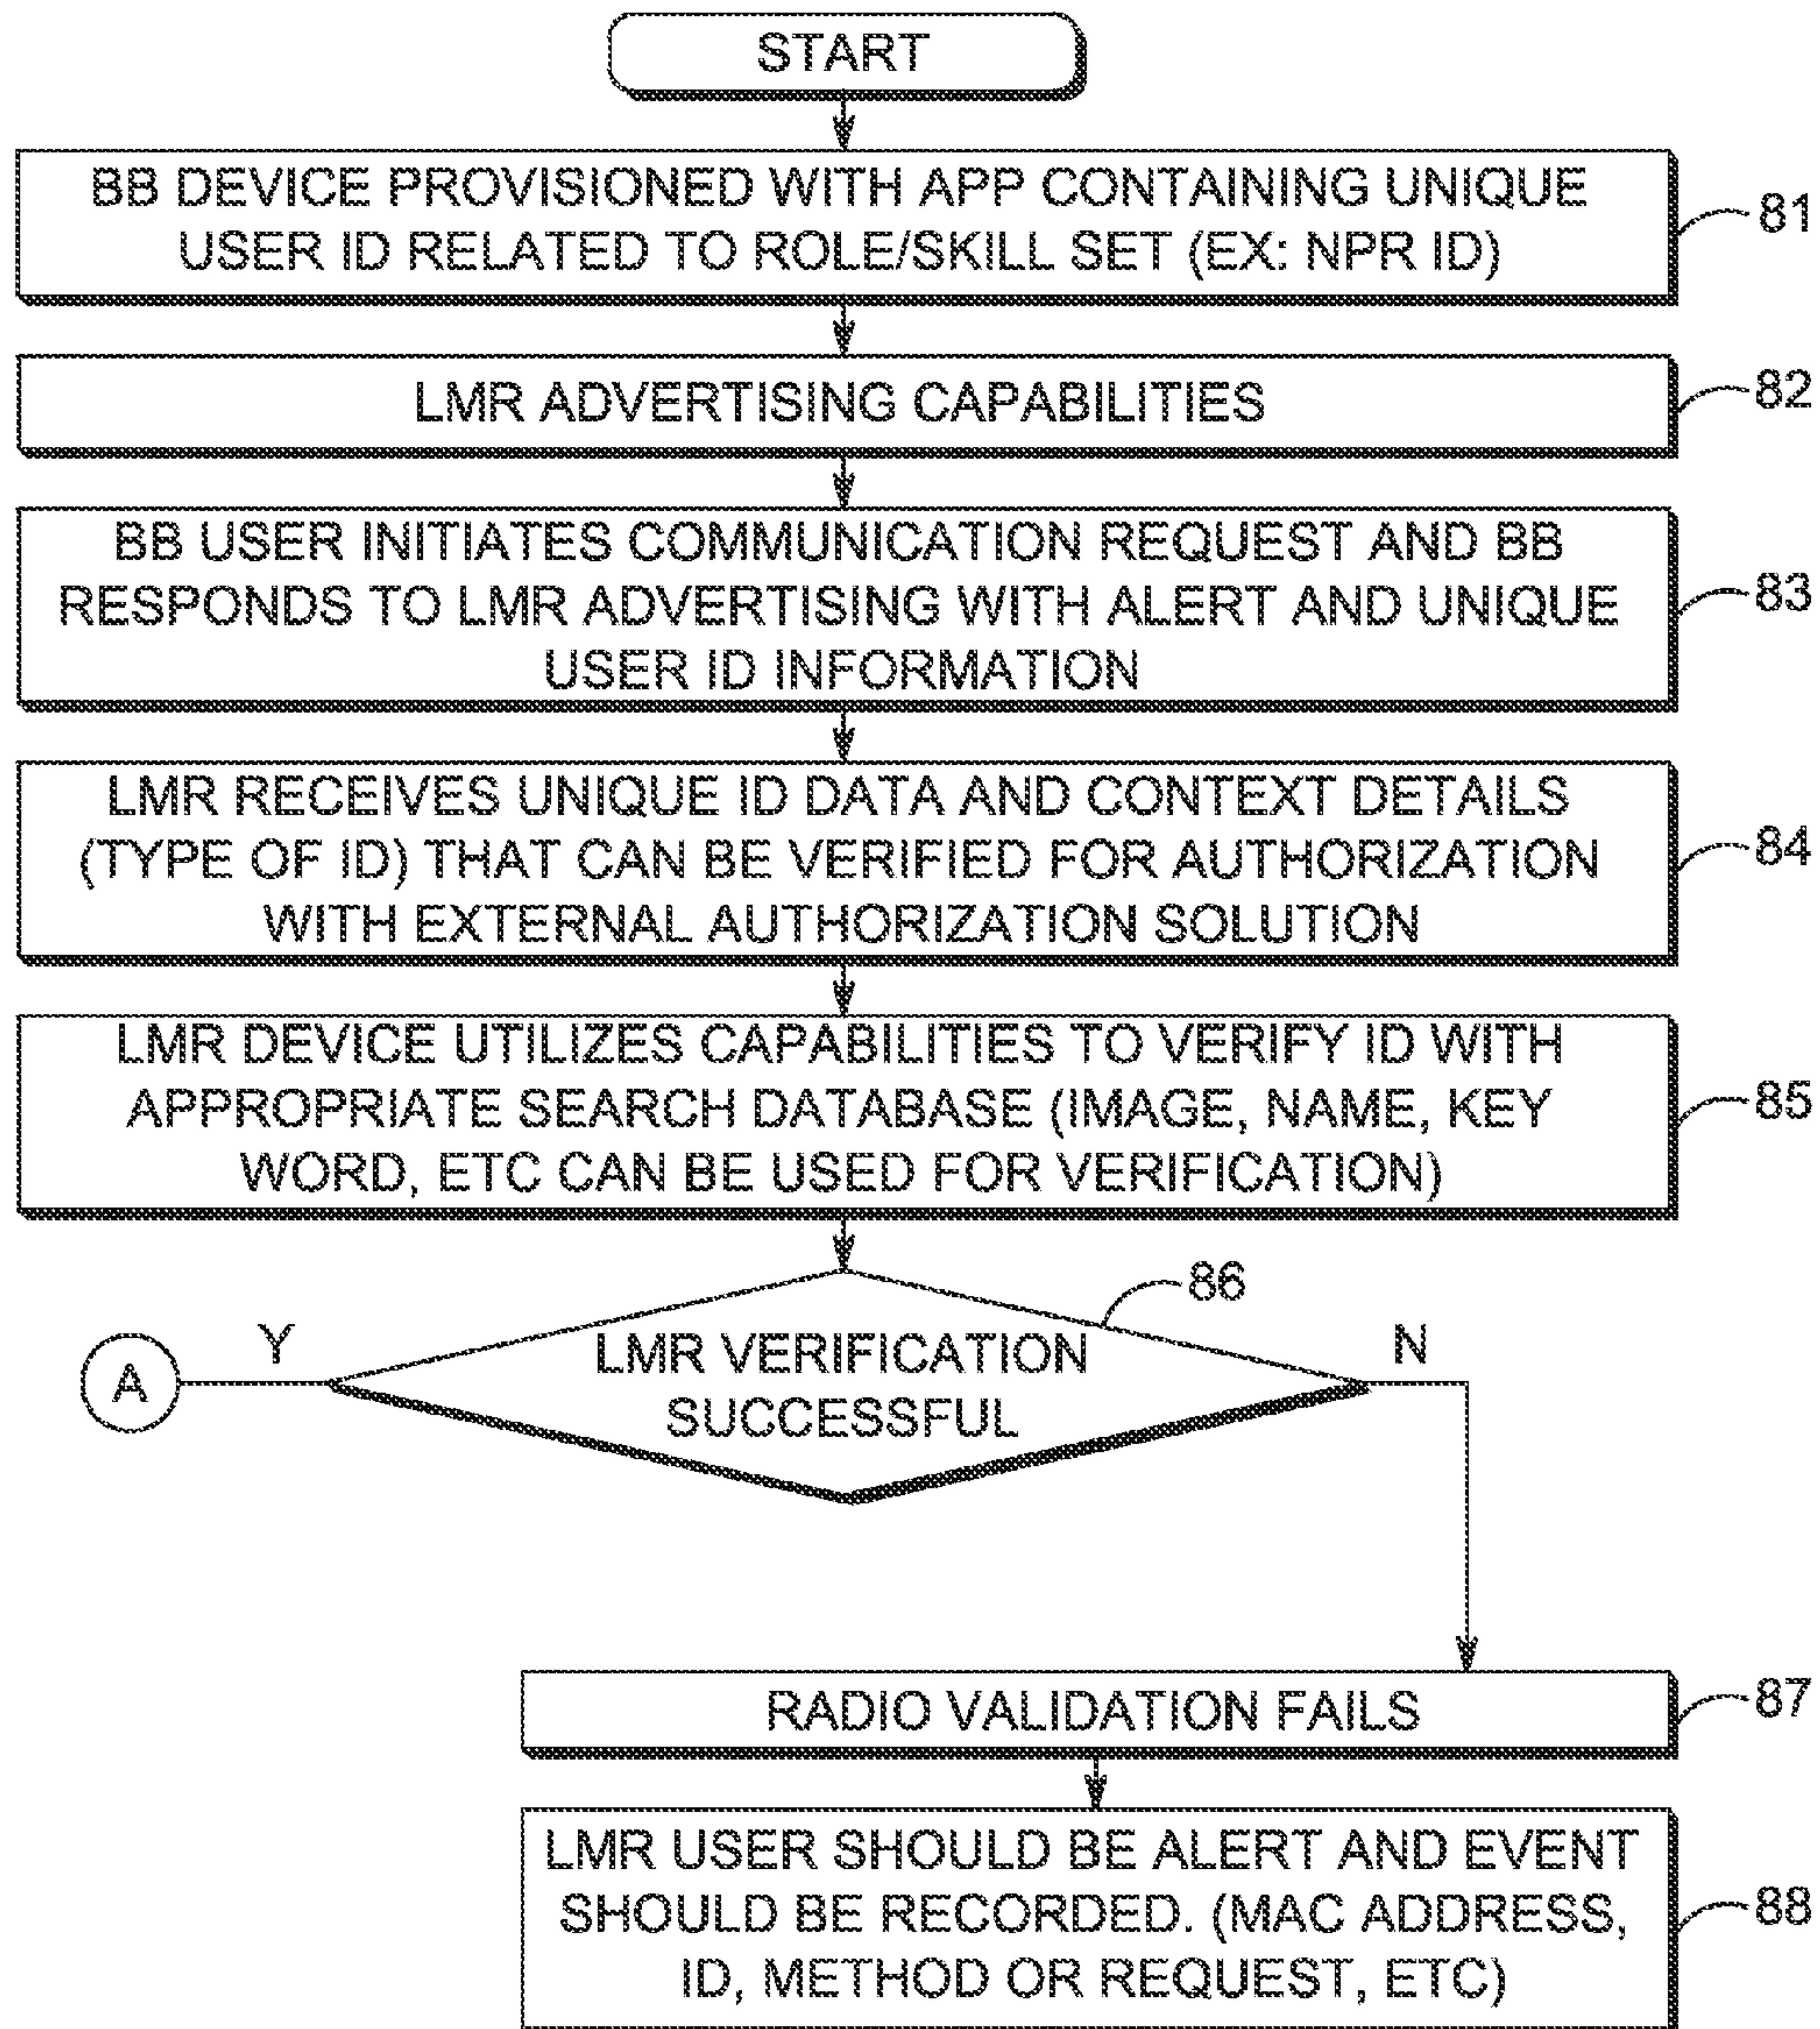 START
BB DEVICE PROVISIONED WITH APP CONTAINING UNIQUE
USER ID RELATED TO ROLE/SKILL SET (EX: NPR ID)
81
LMR ADVERTISING CAPABILITIES
82
BB USER INITIATES COMMUNICATION REQUEST AND BB
RESPONDS TO LMR ADVERTISING WITH ALERT AND UNIQUE
USER ID INFORMATION
83
LMR RECEIVES UNIQUE ID DATA AND CONTEXT DETAILS
(TYPE OF ID) THAT CAN BE VERIFIED FOR AUTHORIZATION
WITH EXTERNAL AUTHORIZATION SOLUTION
84
LMR DEVICE UTILIZES CAPABILITIES TO VERIFY ID WITH
APPROPRIATE SEARCH DATABASE (IMAGE, NAME, KEY
WORD, ETC CAN BE USED FOR VERIFICATION)
85
86
LMR VERIFICATION
SUCCESSFUL
Y
A
N
RADIO VALIDATION FAILS
87
LMR USER SHOULD BE ALERT AND EVENT
SHOULD BE RECORDED. (MAC ADDRESS,
ID, METHOD OR REQUEST, ETC)
88